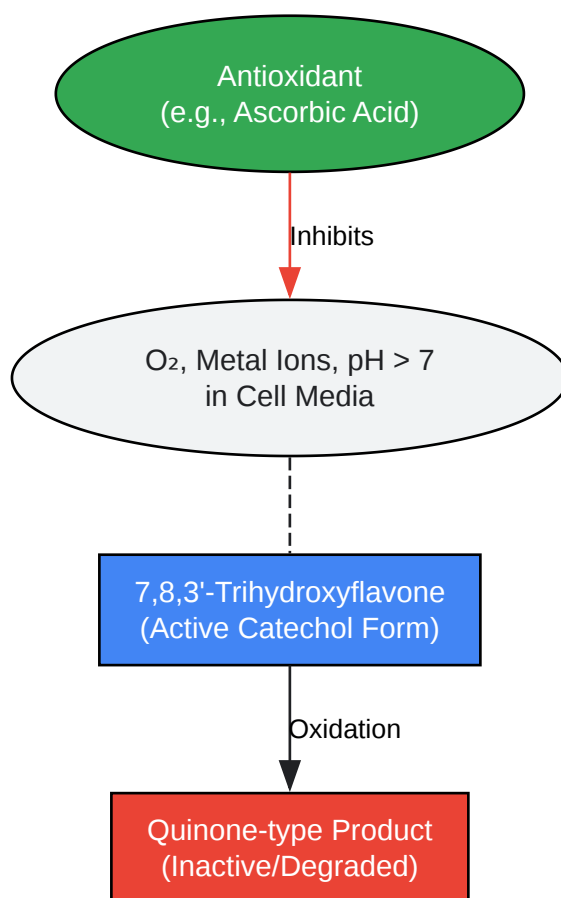 Antioxidant
(e.g., Ascorbic Acid)
Inhibits
O₂, Metal Ions, pH > 7
in Cell Media
7,8,3'-Trihydroxyflavone
(Active Catechol Form)
Oxidation
Quinone-type Product
(Inactive/Degraded)